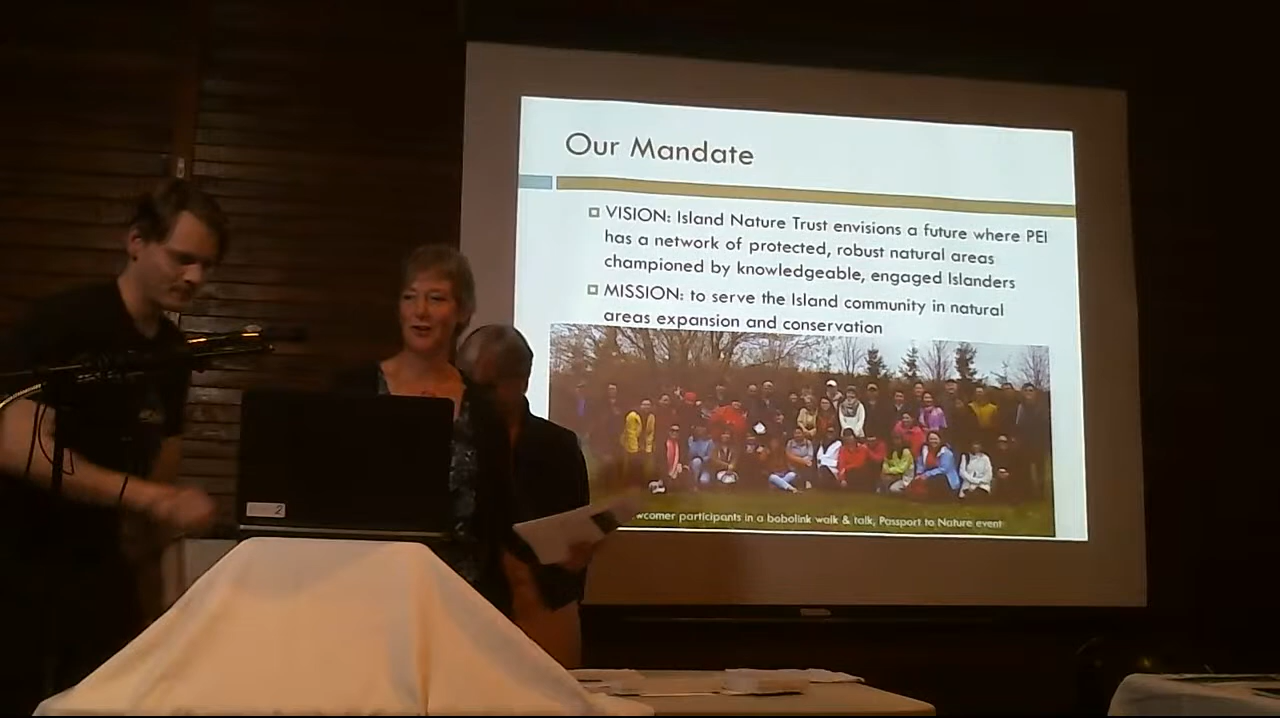 Our Mandate
VISION: Island Nature Trust envisions a future where PEI
has a network of protected, robust natural areas
championed by knowledgeable, engaged Islanders
MISSION: to serve the Island community in natural
areas expansion and conservation
participants in a bobolink walk & talk, Passport to Nature event
2